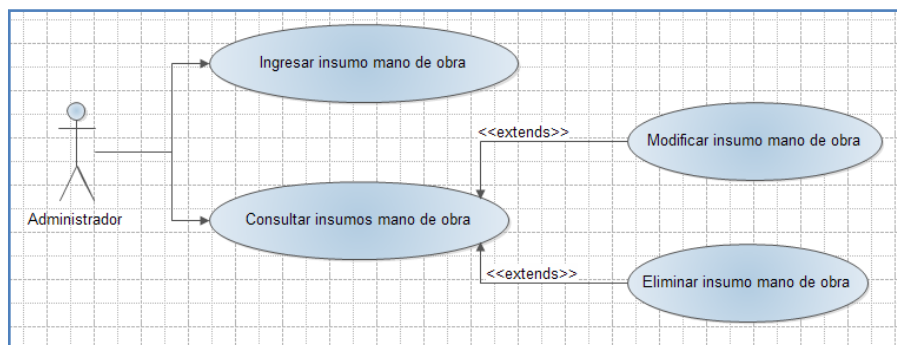 Ingresar insumo mano de obra
<<extends>>
Modificar insumo mano de obra
Administrador
Consultar insumos mano de obra
<<extends>>
Eliminar insumo mano de obra